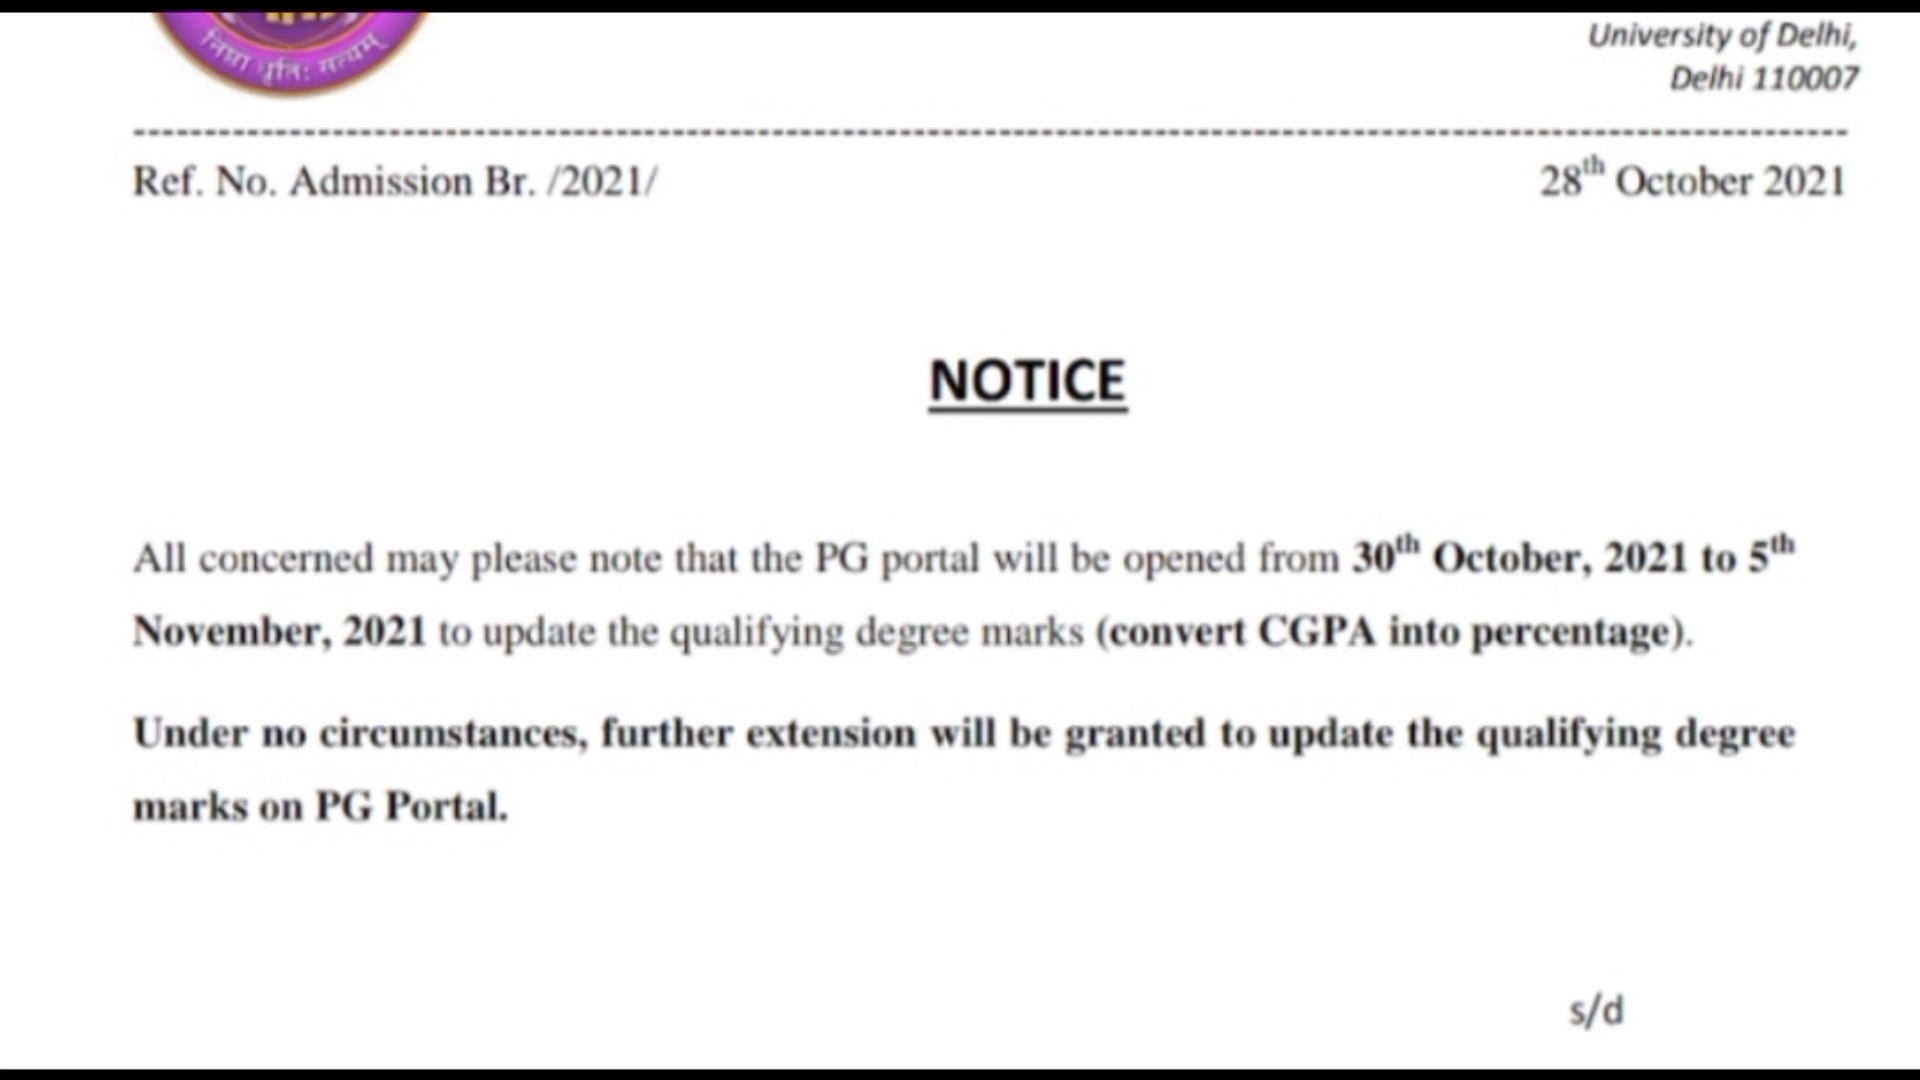 निष्ठा धृति: सत्यम्
University of Delhi,
Delhi 110007
Ref. No. Admission Br. /2021/
28th October 2021
NOTICE
All concerned may please note that the PG portal will be opened from 30th October, 2021 to 5th
November, 2021 to update the qualifying degree marks (convert CGPA into percentage).
Under no circumstances, further extension will be granted to update the qualifying degree
marks on PG Portal.
s/d